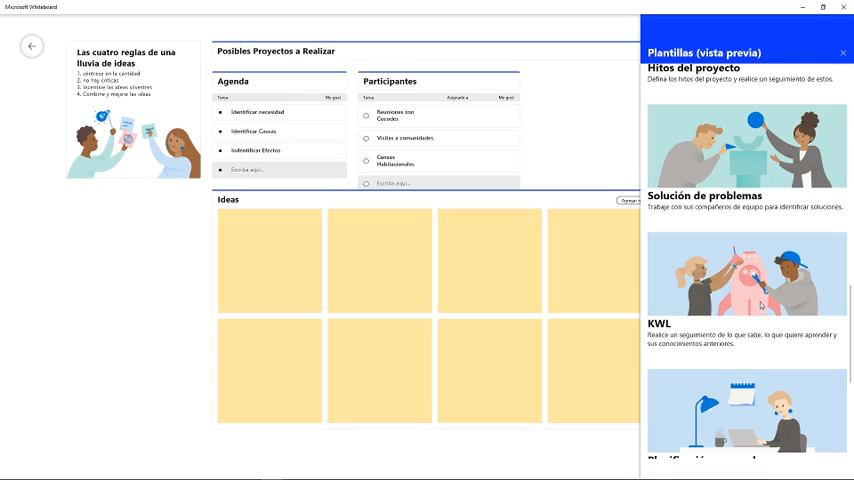 Microsoft Whiteboard
Las cuatro reglas de una
lluvia de ideas
1. céntrese en la cantidad
2. no hay críticas
3. Incentive las ideas silvestres
4. Combine y mejore las ideas
Posibles Proyectos a Realizar
Agenda
Tarea Me gust
Identificar necesidad
Identificar Causas
Indentificar Efectos
Escriba aquí...
Participantes
Tarea Asignado a Me gust
Reuniones con
Cocodes
Visitas a comunidades
Censos
Habitacionales
Escriba aquí...
Ideas
Plantillas (vista previa)
Hitos del proyecto
Defina los hitos del proyecto y realice un seguimiento de estos.
Solución de problemas
Trabaje con sus compañeros de equipo para identificar soluciones.
KWL
Realice un seguimiento de lo que sabe, lo que quiere aprender y
sus conocimientos anteriores.